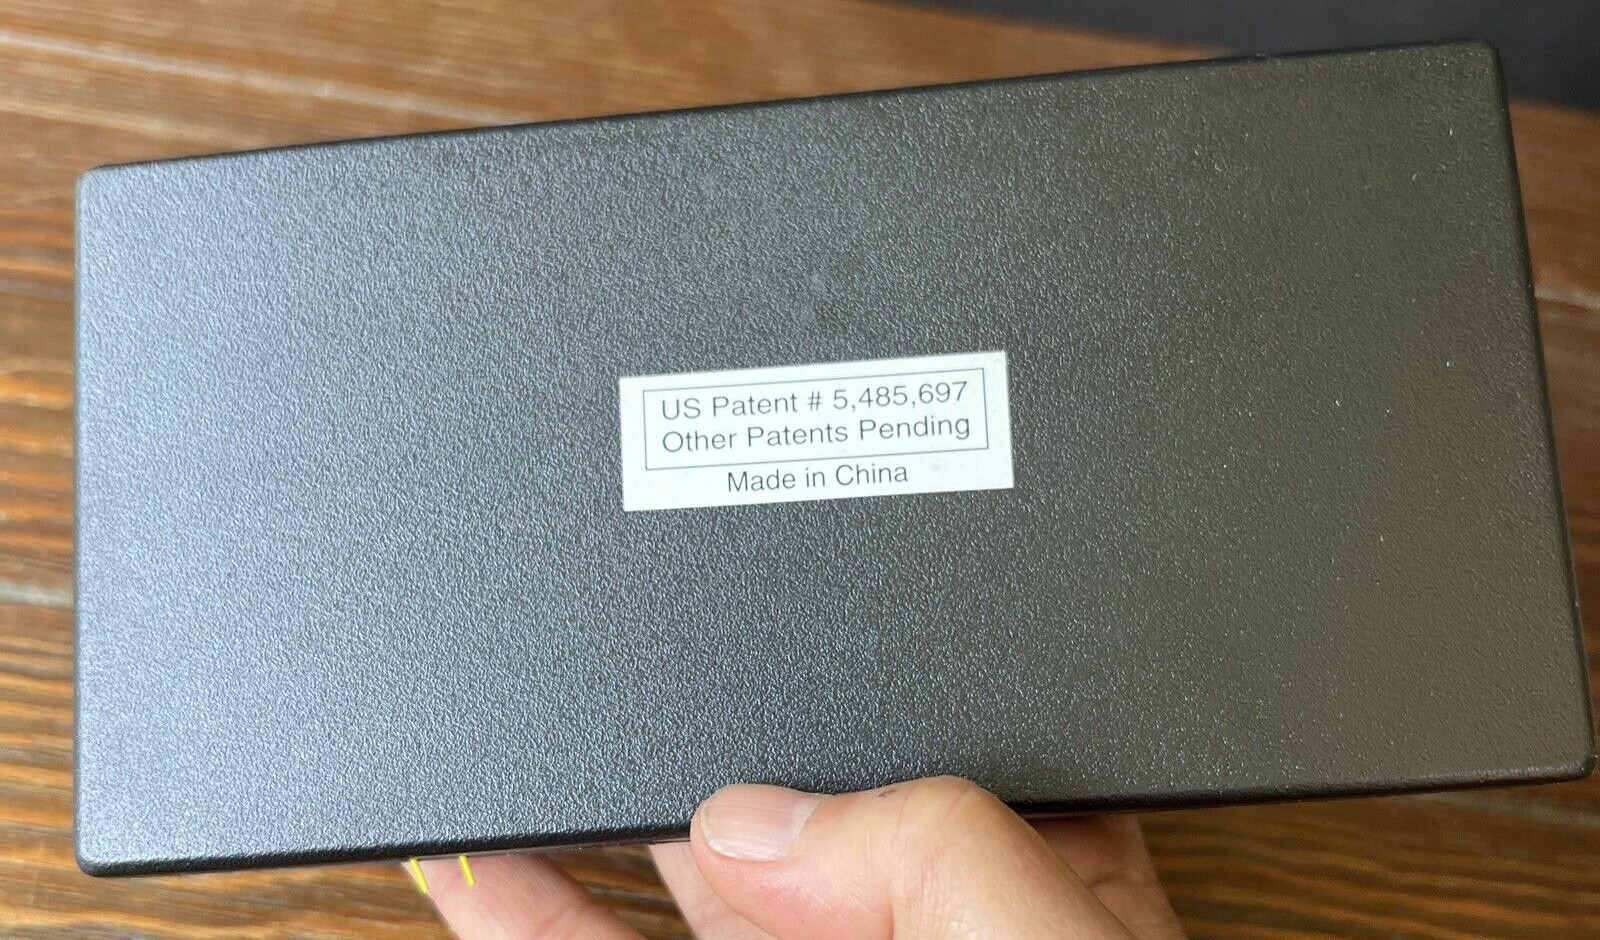 US Patent # 5,485,697
Other Patents Pending
Made in China